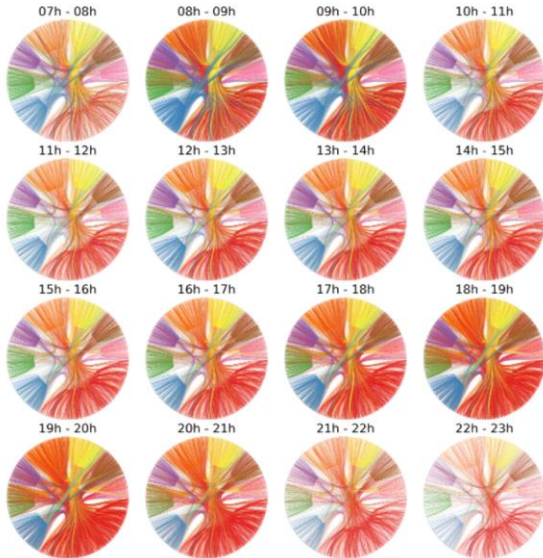 07h - 08h 08h - 09h 09h - 10h 10h - 11h
11h - 12h 12h - 13h 13h - 14h 14h - 15h
15h - 16h 16h - 17h 17h - 18h 18h - 19h
19h - 20h 20h - 21h 21h - 22h 22h - 23h